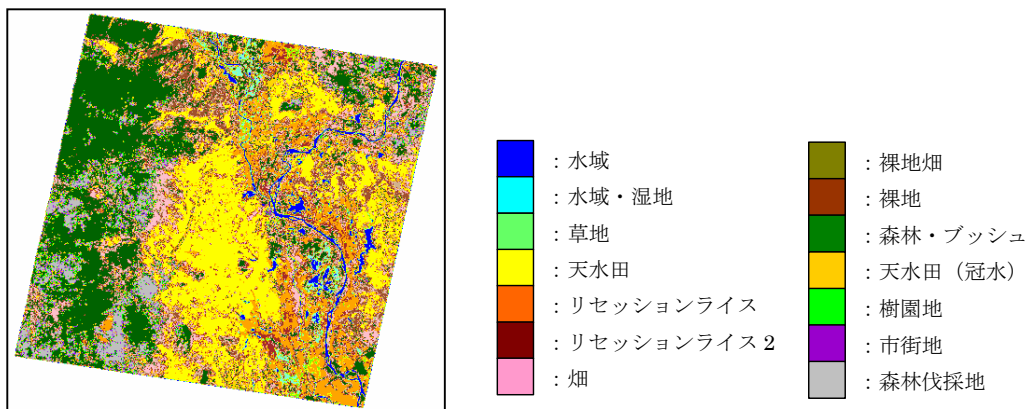 ：水域
：水域・湿地
：草地
：天水田
：リセッションライス
：リセッションライス 2
：畑
：裸地畑
：裸地
：森林・ブッシュ
：天水田（冠水）
：樹園地
：市街地
：森林伐採地